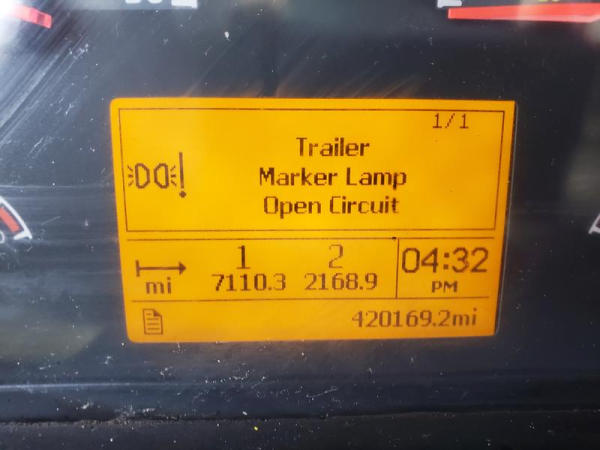 1/1
Trailer
Marker Lamp
Open Circuit
1 2
mi 7110.3 2168.9
04:32
PM
420169.2mi